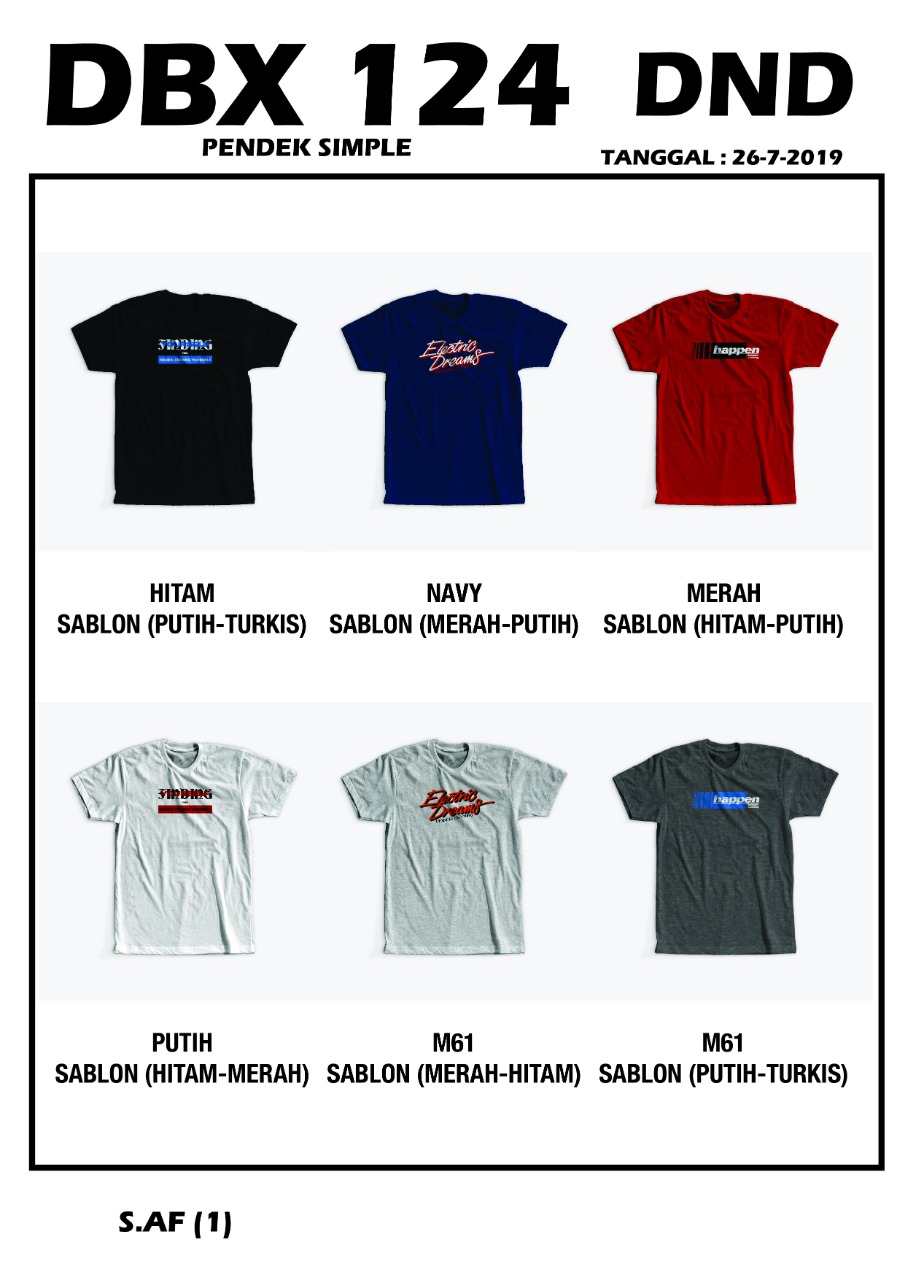 DBX 124 DND
PENDEK SIMPLE
TANGGAL : 26-7-2019
FINDING
Electric
Dreams
happen
HITAM
SABLON (PUTIH-TURKIS)
NAVY
SABLON (MERAH-PUTIH)
MERAH
SABLON (HITAM-PUTIH)
FINDING
Electric
Dreams
happen
PUTIH
SABLON (HITAM-MERAH)
M61
SABLON (MERAH-HITAM)
M61
SABLON (PUTIH-TURKIS)
S.AF (1)